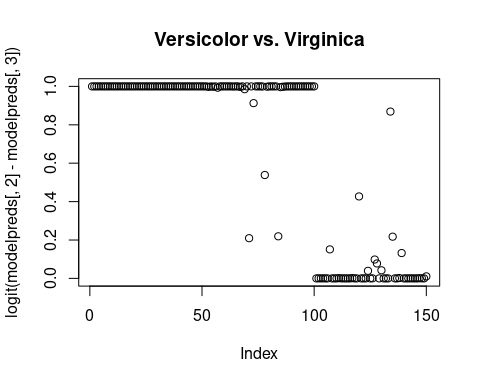 Versicolor vs. Virginica
logit(modelpreds[, 2] - modelpreds[, 3])
1.0
0.8
0.6
0.4
0.2
0.0
0 50 100 150
Index